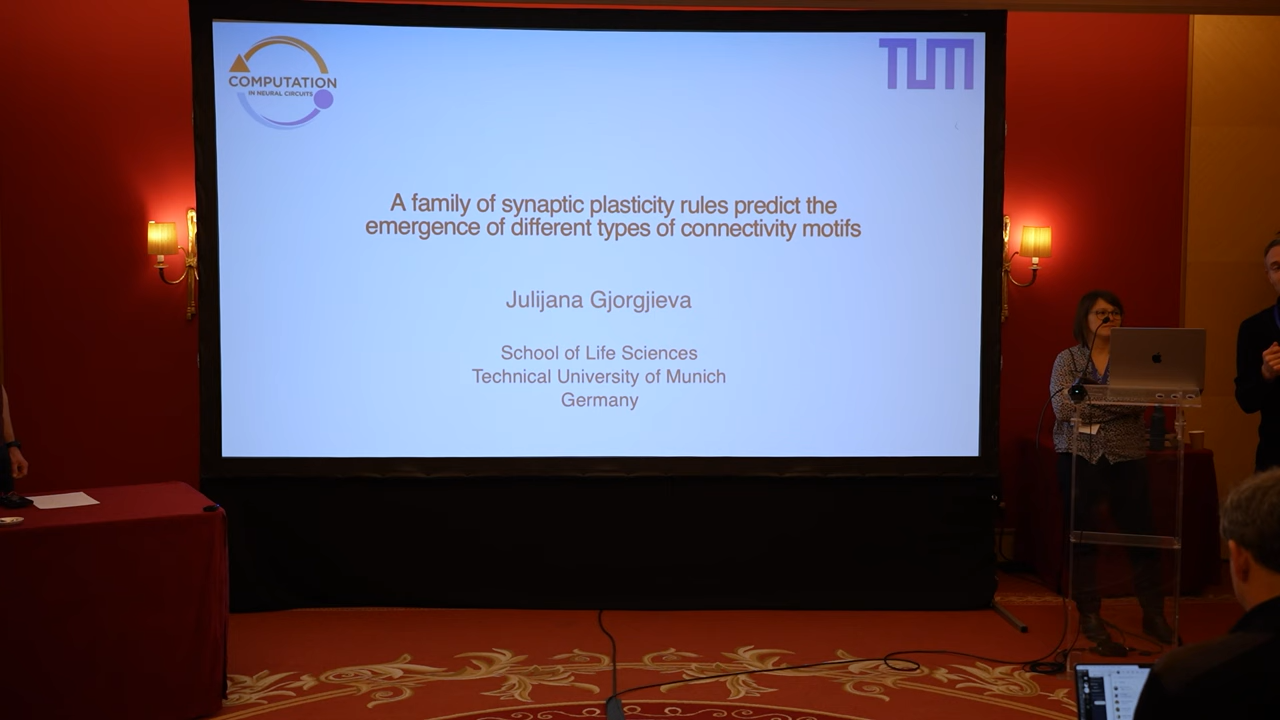 COMPUTATION
IN NEURAL CIRCUITS
TUM
A family of synaptic plasticity rules predict the
emergence of different types of connectivity motifs
Julijana Gjorgjieva
School of Life Sciences
Technical University of Munich
Germany